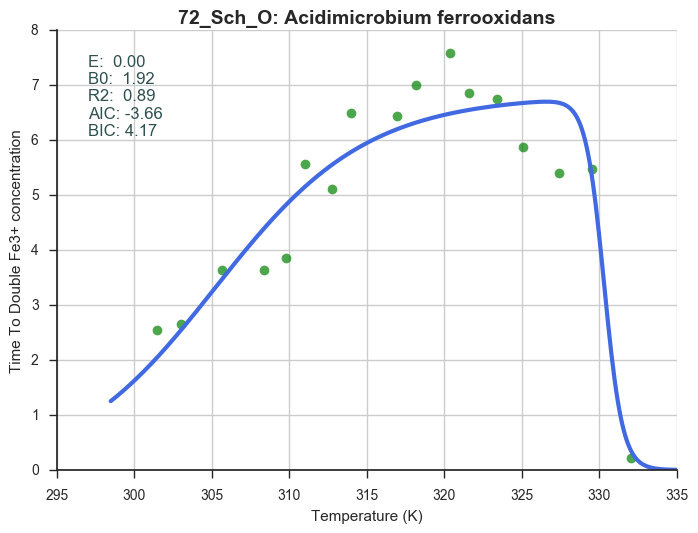 72_Sch_O: Acidimicrobium ferrooxidans
8
7
6
5
4
3
2
1
0
E:  0.00
B0:  1.92
R2:  0.89
AIC: -3.66
BIC: 4.17
Time To Double Fe3+ concentration
295 300 305 310 315 320 325 330 335
Temperature (K)